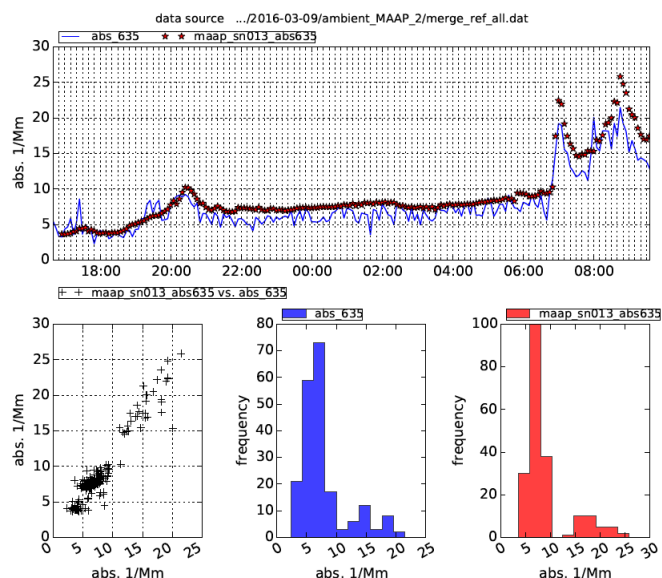 data source .../2016-03-09/ambient_MAAP_2/merge_ref_all.dat
abs_635 maap_sn013_abs635
abs. 1/Mm
30
25
20
15
10
5
0
18:00 20:00 22:00 00:00 02:00 04:00 06:00 08:00
maap_sn013_abs635 vs. abs_635
abs. 1/Mm
30
25
20
15
10
5
0
0 5 10 15 20 25
abs. 1/Mm
abs_635
frequency
80
70
60
50
40
30
20
10
0
0 5 10 15 20 25
abs. 1/Mm
maap_sn013_abs635
frequency
100
80
60
40
20
0
0 5 10 15 20 25 30
abs. 1/Mm